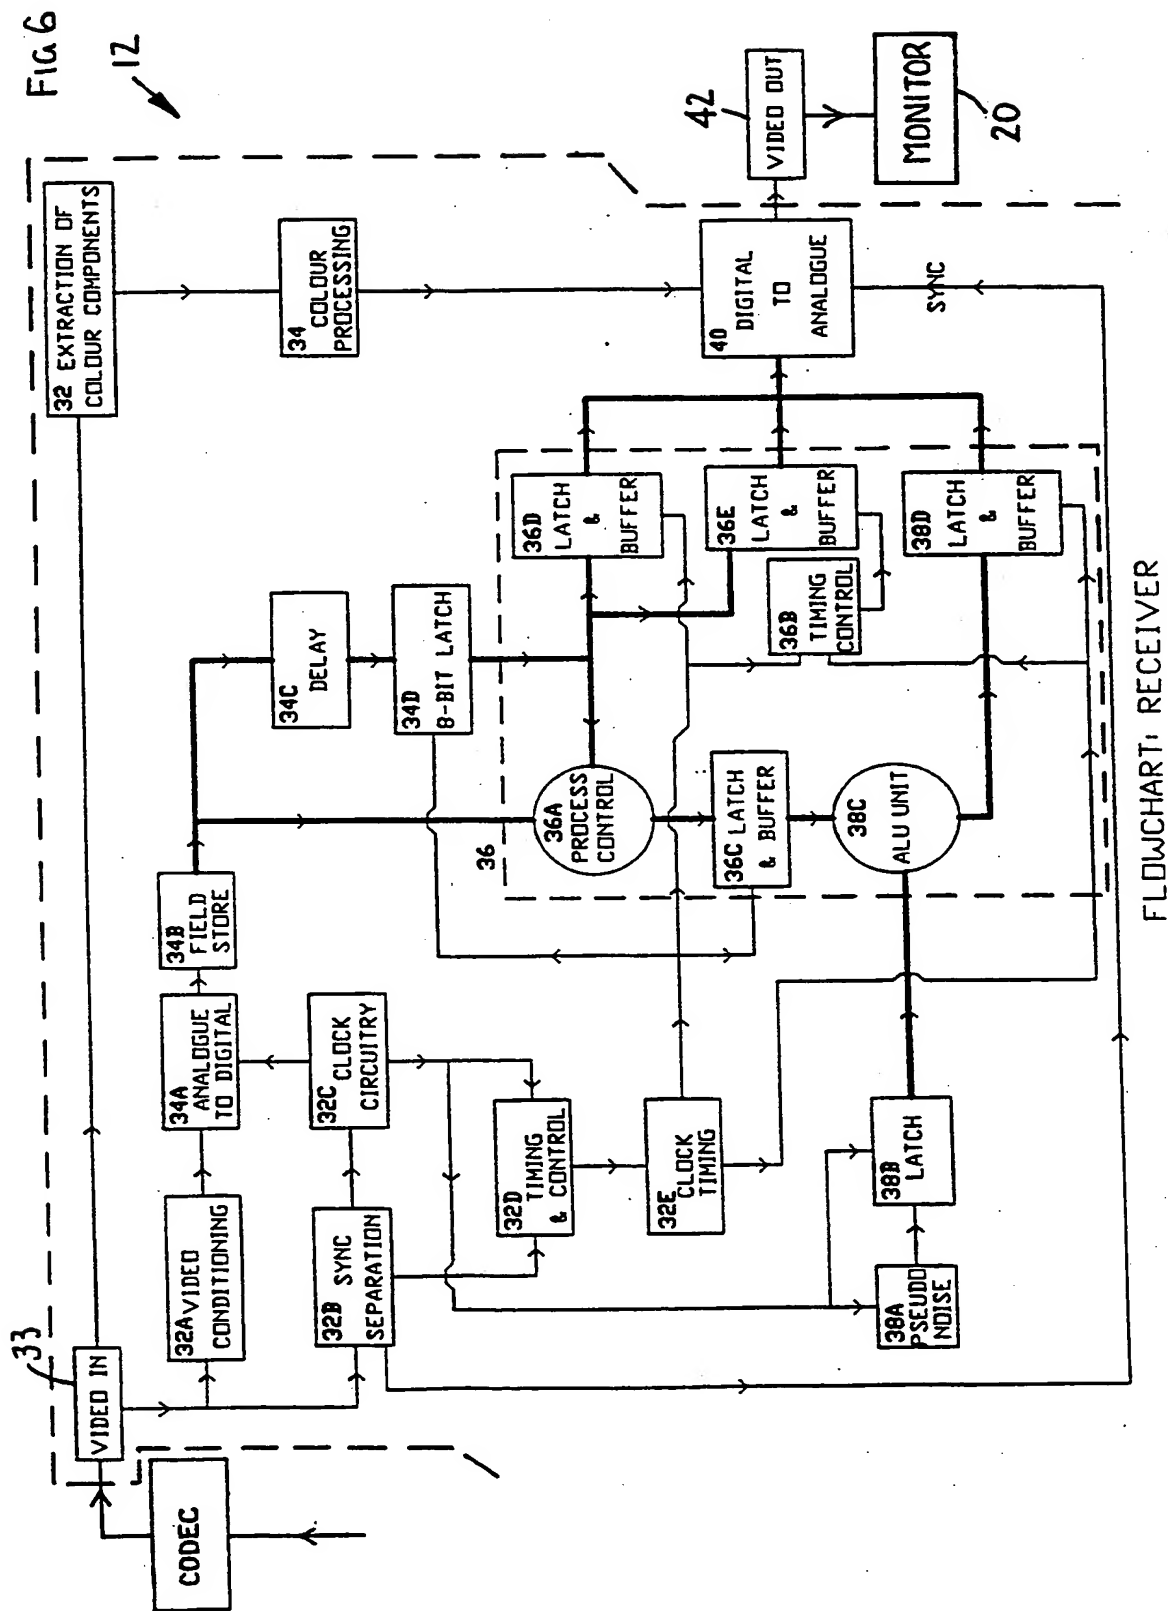 FIG 6
12
33
CODEC
VIDEO IN
32 EXTRACTION OF
COLOUR COMPONENTS
32A VIDEO
CONDITIONING
34A
ANALOGUE
TO DIGITAL
34B
FIELD
STORE
34C
DELAY
34D
8-BIT LATCH
34
COLOUR
PROCESSING
32B SYNC
SEPARATION
32C
CLOCK
CIRCUITRY
32D
TIMING
& CONTROL
32E
CLOCK
TIMING
36
36A
PROCESS
CONTROL
36C LATCH
& BUFFER
36B
TIMING
CONTROL
36D
LATCH
&
BUFFER
36E
LATCH
&
BUFFER
38A
PSEUDO
NOISE
38B
LATCH
38C
ALU UNIT
38D
LATCH
&
BUFFER
40
DIGITAL
TO
ANALOGUE
SYNC
42
VIDEO OUT
MONITOR
20
FLOWCHART: RECEIVER